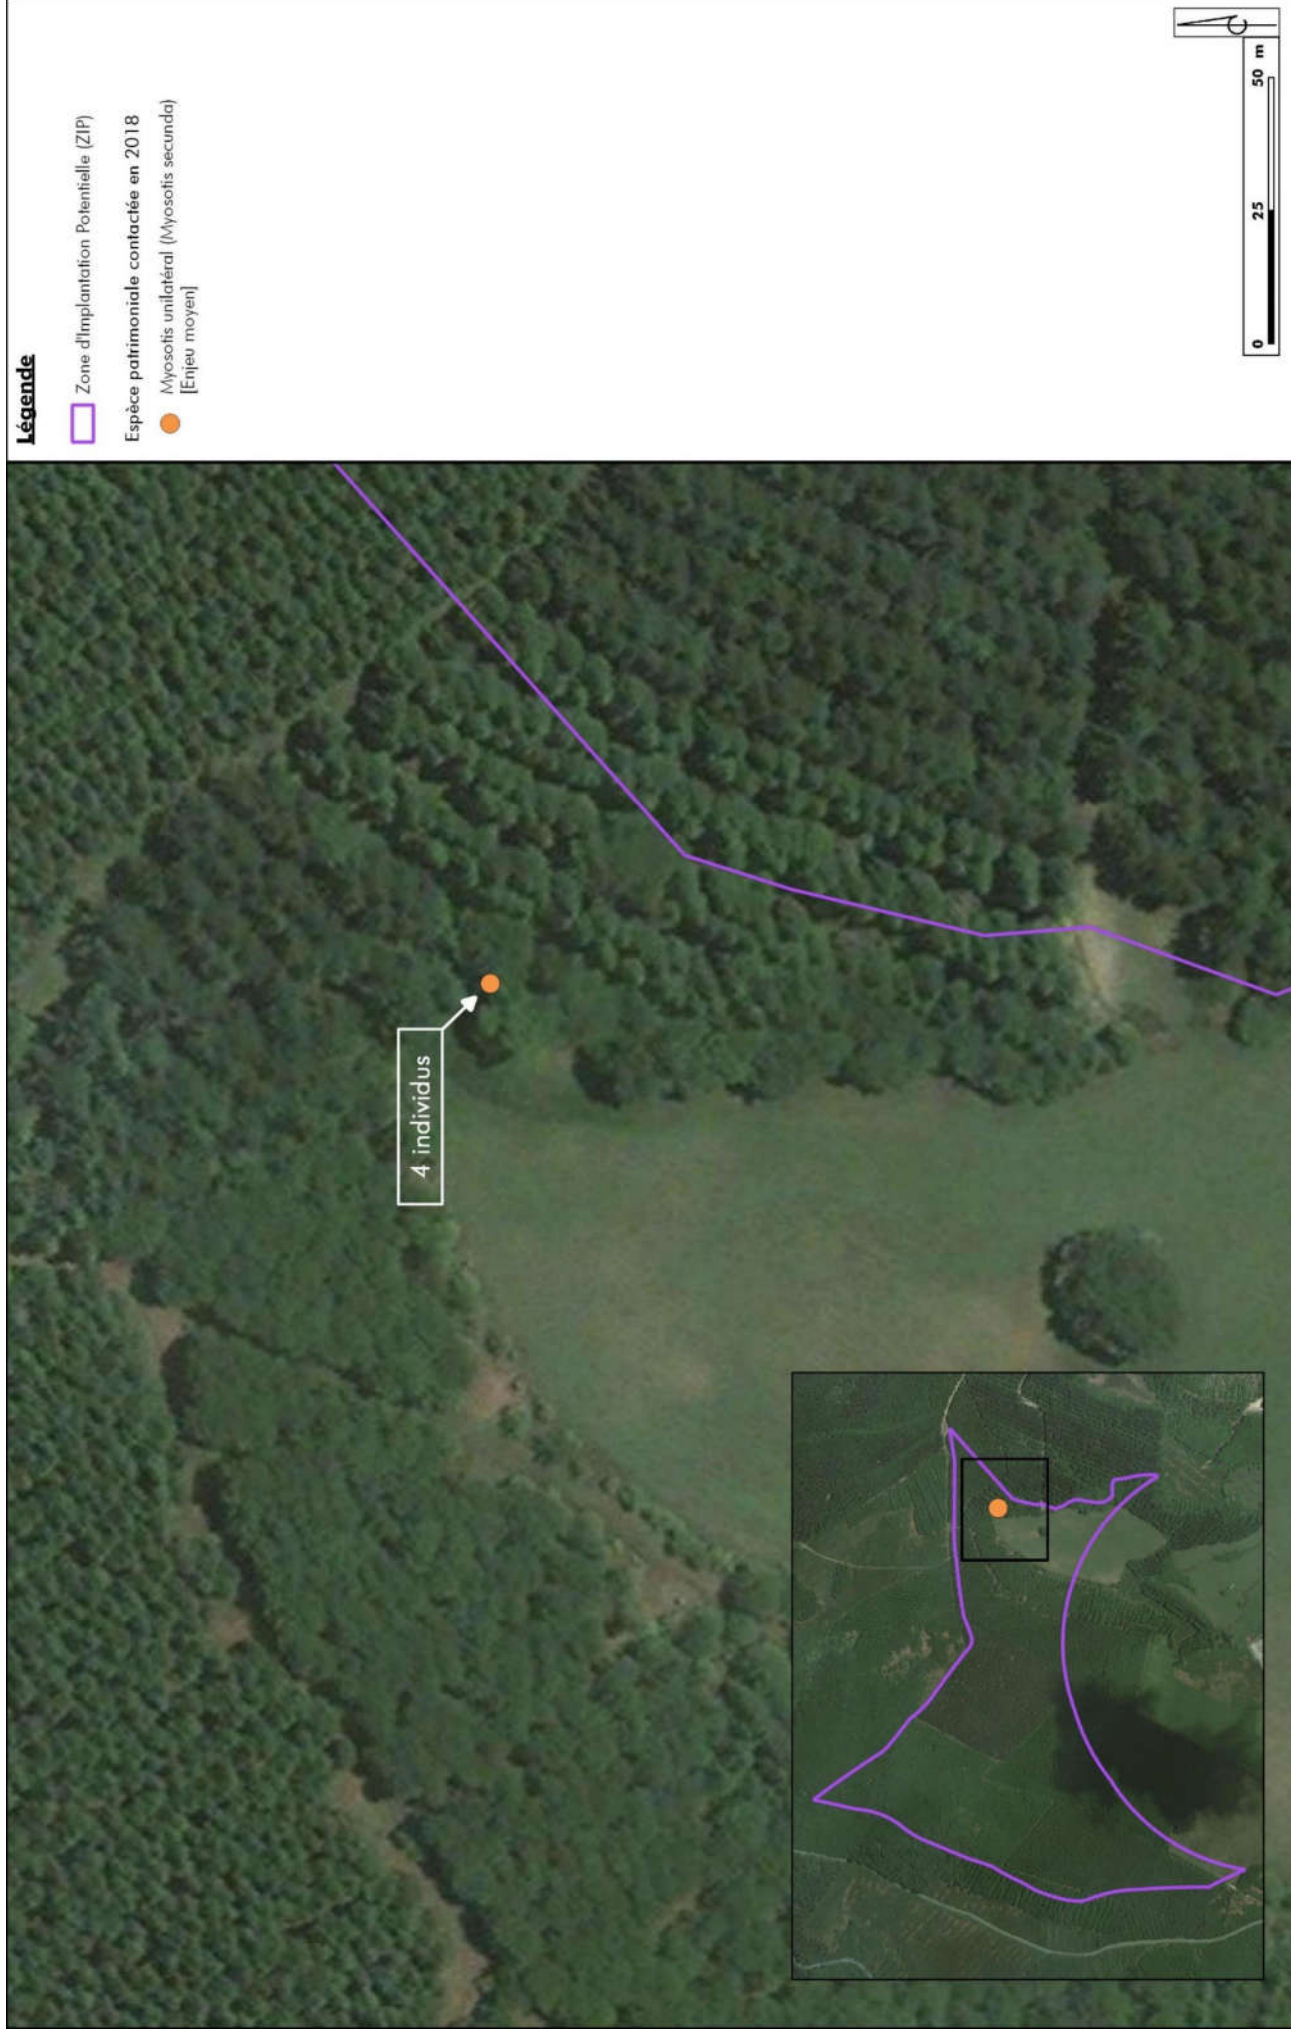 Légende
Zone d'Implantation Potentielle (ZIP)
Espèce patrimoniale contactée en 2018
Myosotis unilatéral (Myosotis secunda)
[Enjeu moyen]
4 individus
0 25 50 m